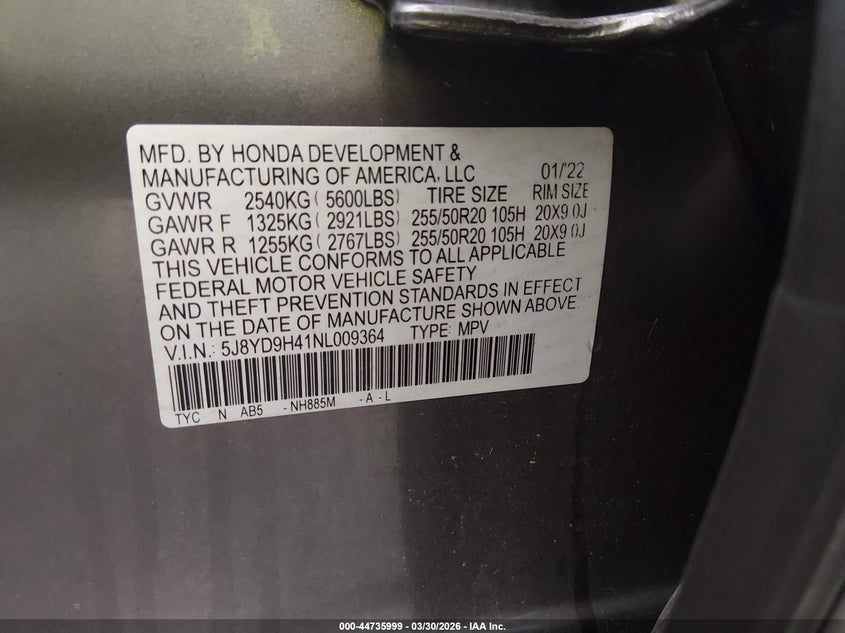 MFD. BY HONDA DEVELOPMENT &
MANUFACTURING OF AMERICA, LLC 01/'22
GVWR 2540KG ( 5600LBS) TIRE SIZE RIM SIZE
GAWR F 1325KG ( 2921LBS) 255/50R20 105H 20X9.0J
GAWR R 1255KG ( 2767LBS) 255/50R20 105H 20X9.0J
THIS VEHICLE CONFORMS TO ALL APPLICABLE
FEDERAL MOTOR VEHICLE SAFETY
AND THEFT PREVENTION STANDARDS IN EFFECT
ON THE DATE OF MANUFACTURE SHOWN ABOVE.
V.I.N.: 5J8YD9H41NL009364 TYPE: MPV
TYC N AB5 -NH885M -A -L
000-44735999 — 03/30/2026 — IAA Inc.